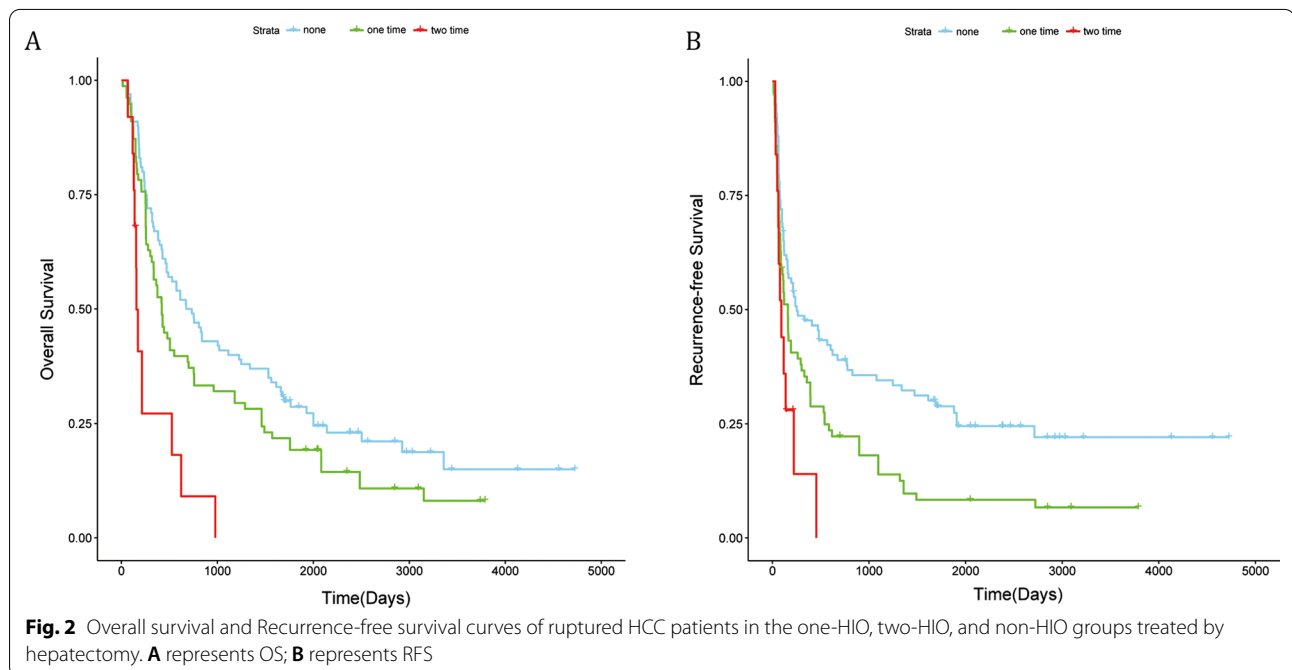 A
Strata none one time two time
1.00
0.75
0.50
0.25
0.00
Overall Survival
0 1000 2000 3000 4000 5000
Time(Days)
B
Strata none one time two time
1.00
0.75
0.50
0.25
0.00
Recurrence-free Survival
0 1000 2000 3000 4000 5000
Time(Days)
Fig. 2 Overall survival and Recurrence-free survival curves of ruptured HCC patients in the one-HIO, two-HIO, and non-HIO groups treated by
hepatectomy. A represents OS; B represents RFS